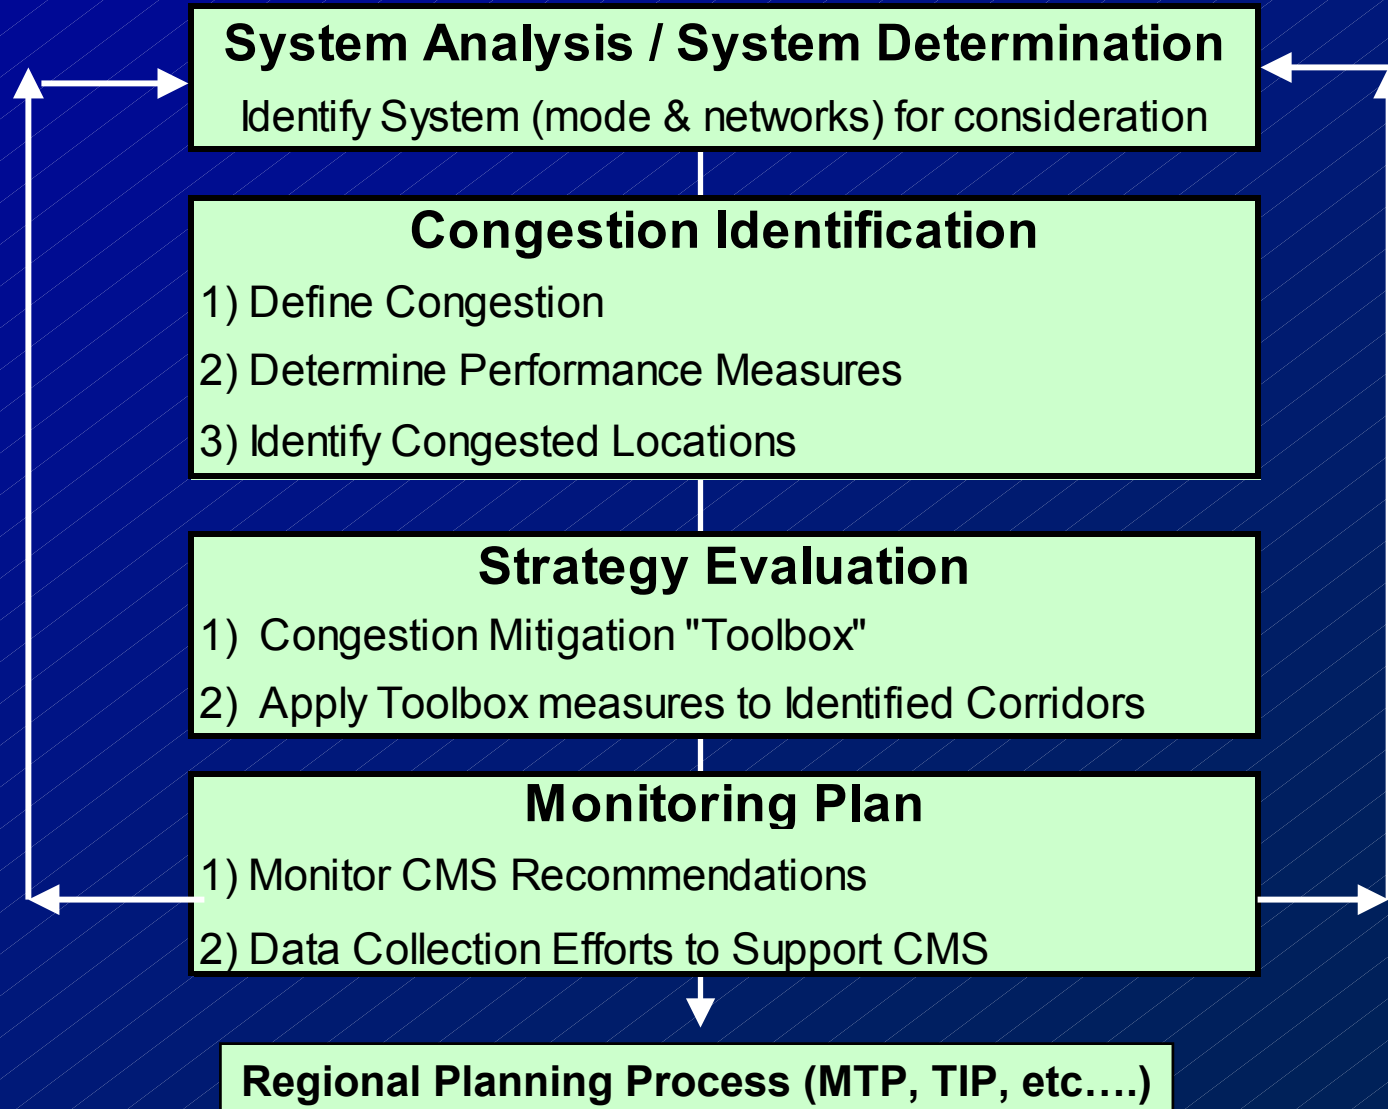 System Analysis / System Determination
Identify System (mode & networks) for consideration
Congestion Identification
1) Define Congestion
2) Determine Performance Measures
3) Identify Congested Locations
Strategy Evaluation
1) Congestion Mitigation "Toolbox"
2) Apply Toolbox measures to Identified Corridors
Monitoring Plan
1) Monitor CMS Recommendations
2) Data Collection Efforts to Support CMS
Regional Planning Process (MTP, TIP, etc….)